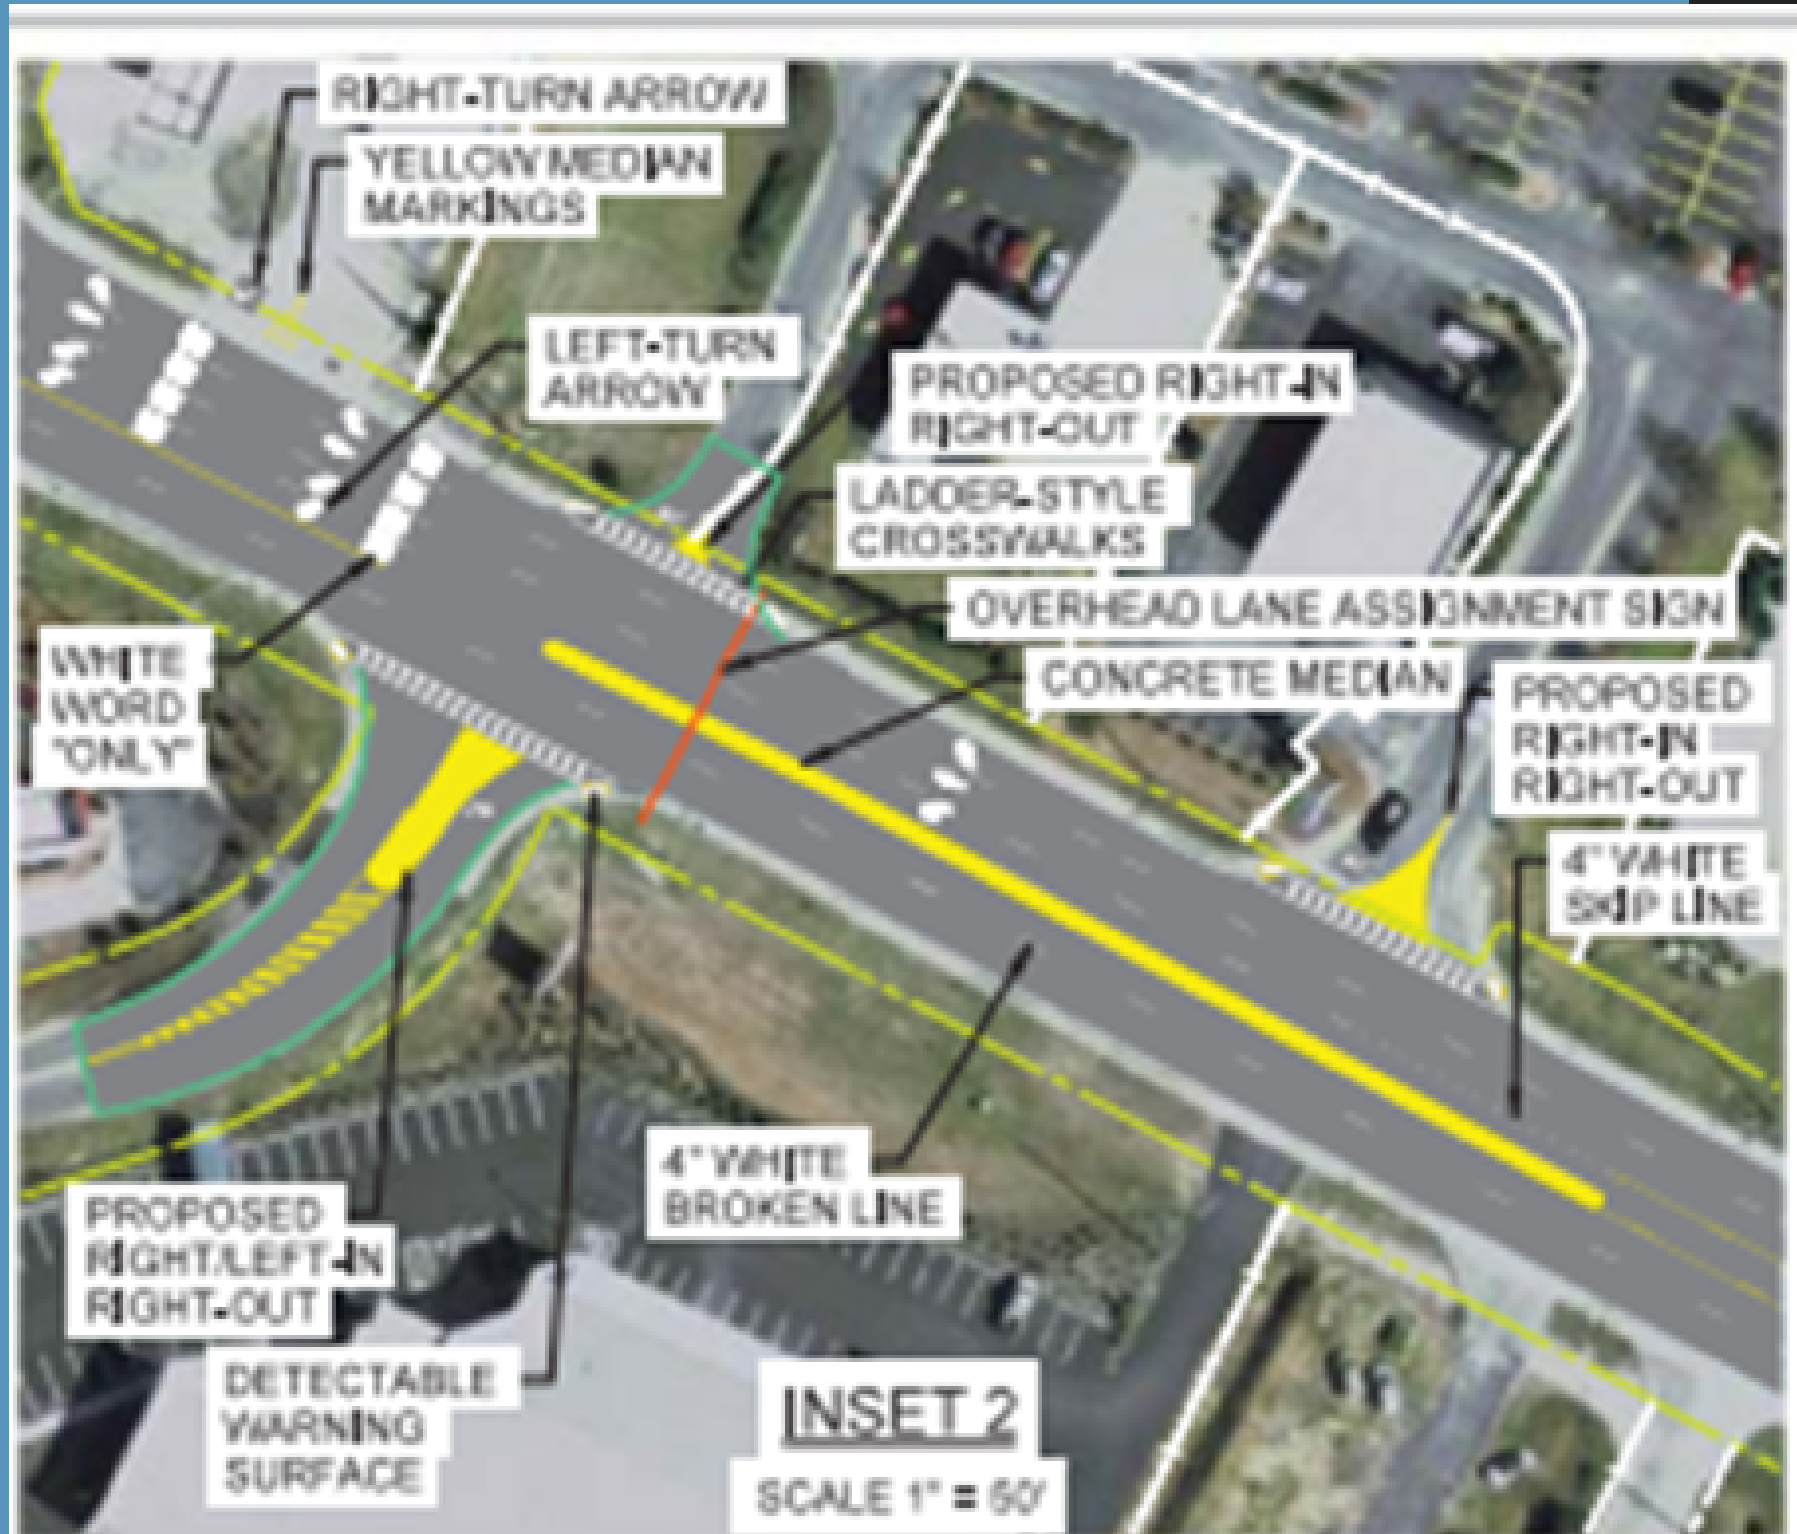 RIGHT-TURN ARROW
YELLOW MEDIAN
MARKINGS
LEFT-TURN
ARROW
PROPOSED RIGHT-IN
RIGHT-OUT
LADDER-STYLE
CROSSWALKS
OVERHEAD LANE ASSIGNMENT SIGN
CONCRETE MEDIAN
PROPOSED
RIGHT-IN
RIGHT-OUT
WHITE
WORD
"ONLY"
4" WHITE
SKIP LINE
4" WHITE
BROKEN LINE
PROPOSED
RIGHT/LEFT-IN
RIGHT-OUT
DETECTABLE
WARNING
SURFACE
INSET 2
SCALE 1" =